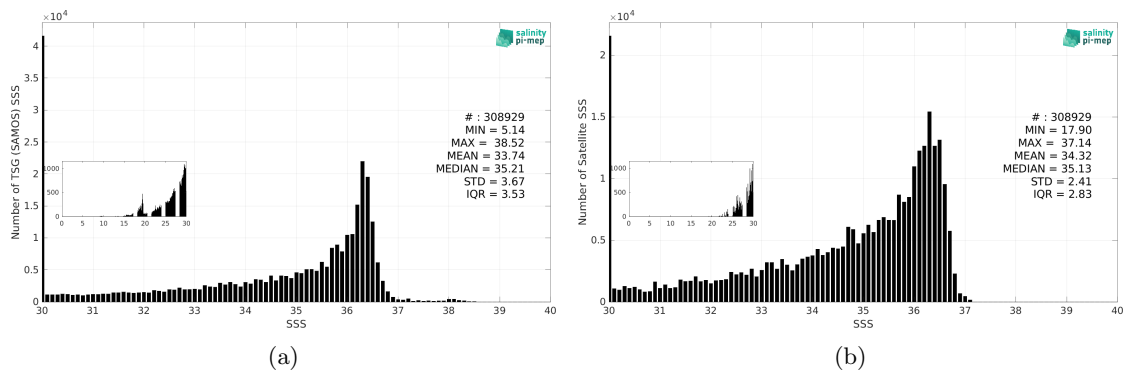 ×10⁴
4
3.5
3
2.5
2
1.5
1
0.5
0
Number of TSG (SAMOS) SSS
salinity
pi-mep
# : 308929
MIN = 5.14
MAX = 38.52
MEAN = 33.74
MEDIAN = 35.21
STD = 3.67
IQR = 3.53
1000
500
0
0 5 10 15 20 25 30
30 31 32 33 34 35 36 37 38 39 40
SSS
(a)
×10⁴
2
1.5
1
0.5
0
Number of Satellite SSS
salinity
pi-mep
# : 308929
MIN = 17.90
MAX = 37.14
MEAN = 34.32
MEDIAN = 35.13
STD = 2.41
IQR = 2.83
1000
500
0
0 5 10 15 20 25 30
30 31 32 33 34 35 36 37 38 39 40
SSS
(b)